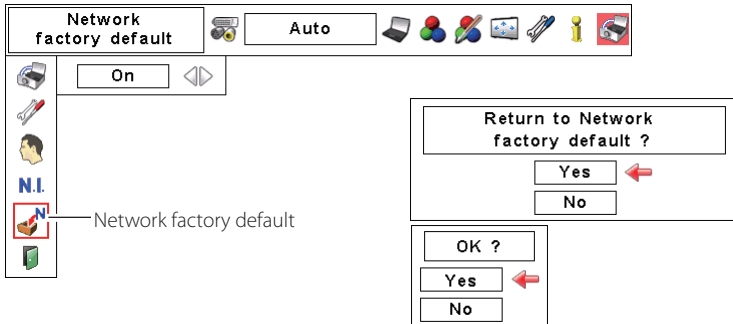 Network
factory default
Auto
On
Return to Network
factory default ?
Yes
No
N.I.
N
Network factory default
OK ?
Yes
No